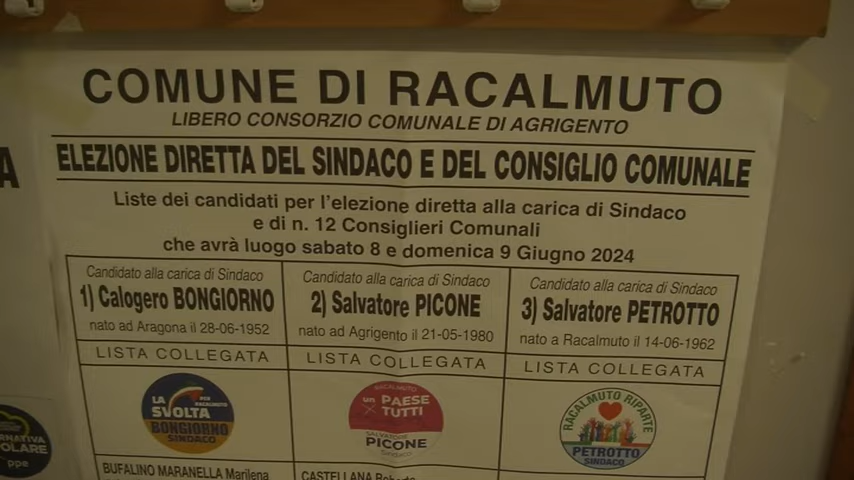 COMUNE DI RACALMUTO
LIBERO CONSORZIO COMUNALE DI AGRIGENTO
ELEZIONE DIRETTA DEL SINDACO E DEL CONSIGLIO COMUNALE
Liste dei candidati per l'elezione diretta alla carica di Sindaco
e di n. 12 Consiglieri Comunali
che avrà luogo sabato 8 e domenica 9 Giugno 2024
Candidato alla carica di Sindaco
1) Calogero BONGIORNO
nato ad Aragona il 28-06-1952
LISTA COLLEGATA
LA SVOLTA
PER RACALMUTO
BONGIORNO
SINDACO
BUFALINO MARANELLA Marilena
Candidato alla carica di Sindaco
2) Salvatore PICONE
nato ad Agrigento il 21-05-1980
LISTA COLLEGATA
RACALMUTO
un PAESE
X TUTTI
SALVATORE
PICONE
Sindaco
CASTELLANA Roberto
Candidato alla carica di Sindaco
3) Salvatore PETROTTO
nato a Racalmuto il 14-06-1962
LISTA COLLEGATA
RACALMUTO RIPARTE
PETROTTO
SINDACO
A
RNATIVA
POLARE
ppe